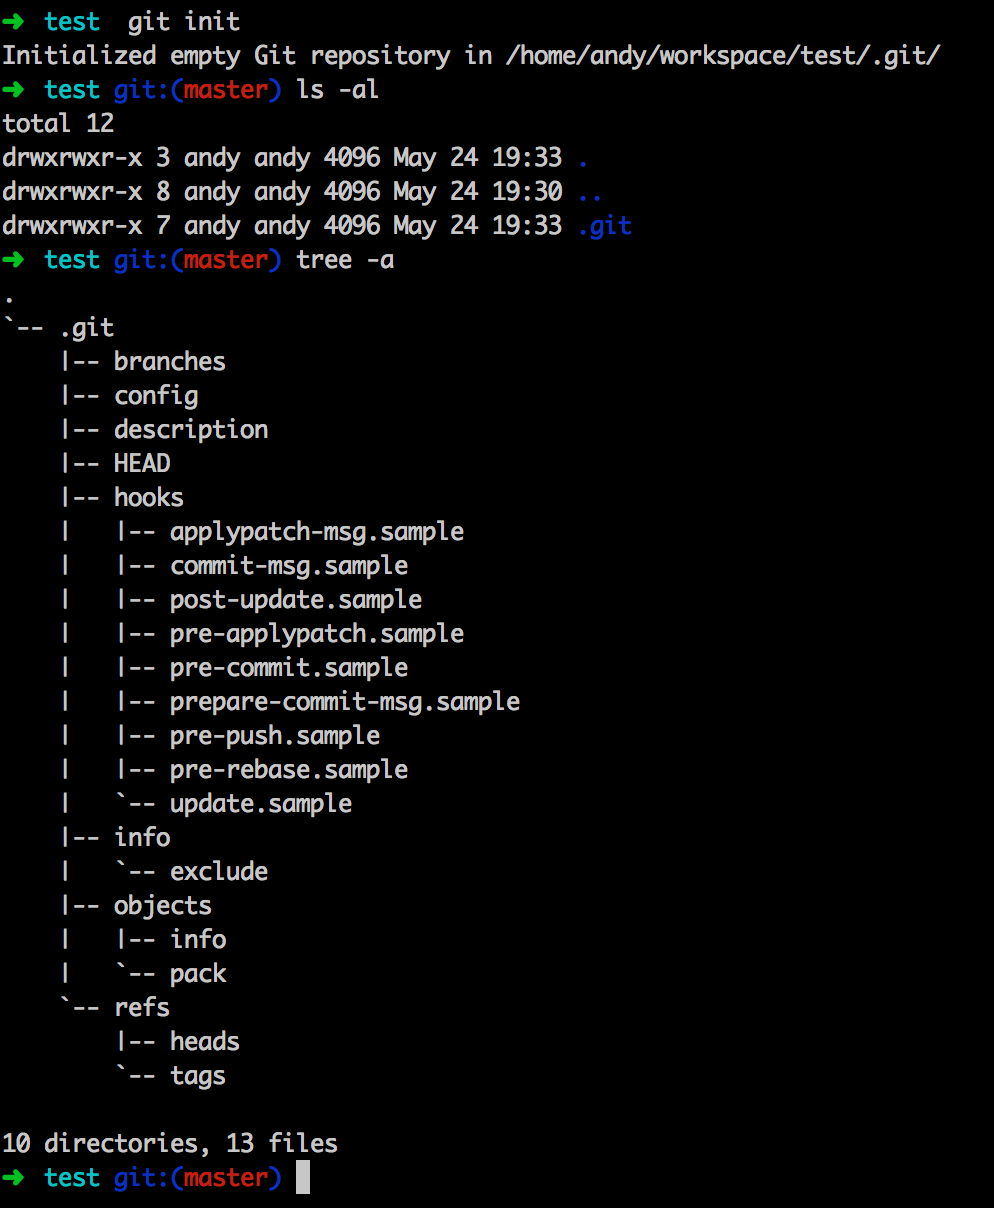 ➜  test  git init
Initialized empty Git repository in /home/andy/workspace/test/.git/
➜  test git:(master) ls -al
total 12
drwxrwxr-x 3 andy andy 4096 May 24 19:33 .
drwxrwxr-x 8 andy andy 4096 May 24 19:30 ..
drwxrwxr-x 7 andy andy 4096 May 24 19:33 .git
➜  test git:(master) tree -a
.
`-- .git
    |-- branches
    |-- config
    |-- description
    |-- HEAD
    |-- hooks
    |   |-- applypatch-msg.sample
    |   |-- commit-msg.sample
    |   |-- post-update.sample
    |   |-- pre-applypatch.sample
    |   |-- pre-commit.sample
    |   |-- prepare-commit-msg.sample
    |   |-- pre-push.sample
    |   |-- pre-rebase.sample
    |   `-- update.sample
    |-- info
    |   `-- exclude
    |-- objects
    |   |-- info
    |   `-- pack
    `-- refs
        |-- heads
        `-- tags

10 directories, 13 files
➜  test git:(master)